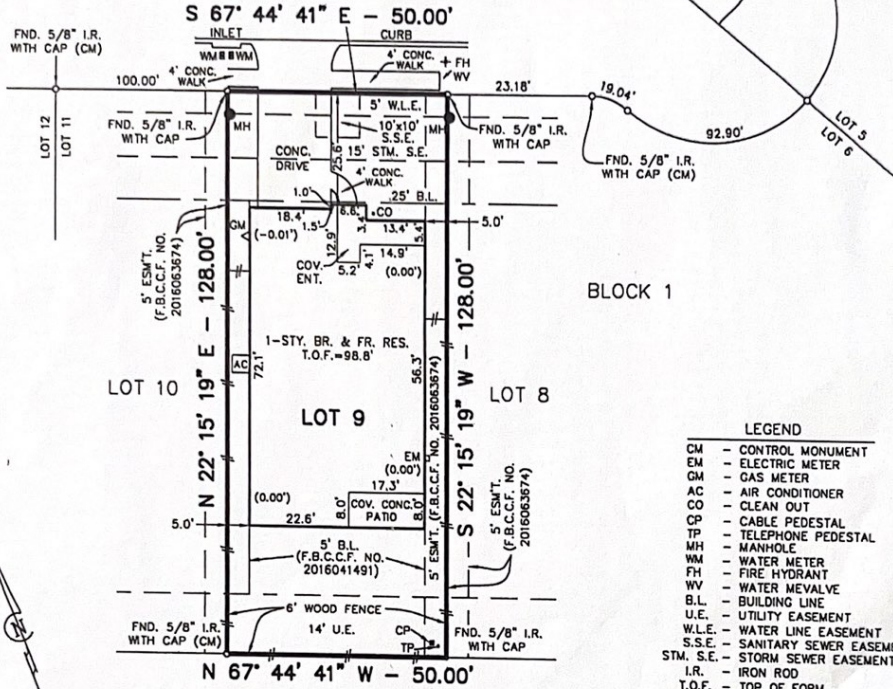 S 67° 44' 41" E - 50.00'
FND. 5/8" I.R.
WITH CAP (CM)
INLET
CURB
WM WM
4' CONC.
WALK
4' CONC.
WALK
+ FH
WV
100.00'
23.18'
19.04'
92.90'
LOT 5
LOT 6
LOT 12
LOT 11
FND. 5/8" I.R.
WITH CAP
MH
5' W.L.E.
MH
FND. 5/8" I.R.
WITH CAP
FND. 5/8" I.R.
WITH CAP (CM)
10'x10'
S.S.E.
CONC.
DRIVE
25.6'
15' STM. S.E.
4' CONC.
WALK
25' B.L.
1.0'
18.4'
1.5'
6.6'
3.4'
CO
13.4'
5.4'
5.0'
GM
(-0.01')
12.9'
COV.
ENT.
5.2'
4.1'
14.9'
(0.00')
5' ESM'T.
(F.B.C.C.F. NO.
2016063674)
N 22° 15' 19" E - 128.00'
S 22° 15' 19" W - 128.00'
BLOCK 1
1-STY. BR. & FR. RES.
T.O.F.=98.8'
AC
72.1'
56.3'
LOT 10
LOT 9
LOT 8
5' ESM'T. (F.B.C.C.F. NO. 2016063674)
EM
(0.00')
(0.00')
17.3'
8.0'
COV. CONC.
PATIO
8.0'
5.0'
22.6'
5' B.L.
(F.B.C.C.F. NO.
2016041491)
5' ESM'T.
(F.B.C.C.F. NO.
2016063674)
6' WOOD FENCE
14' U.E.
CP
TP
FND. 5/8" I.R.
WITH CAP (CM)
FND. 5/8" I.R.
WITH CAP
N 67° 44' 41" W - 50.00'
N
LEGEND
CM - CONTROL MONUMENT
EM - ELECTRIC METER
GM - GAS METER
AC - AIR CONDITIONER
CO - CLEAN OUT
CP - CABLE PEDESTAL
TP - TELEPHONE PEDESTAL
MH - MANHOLE
WM - WATER METER
FH - FIRE HYDRANT
WV - WATER MEVALVE
B.L. - BUILDING LINE
U.E. - UTILITY EASEMENT
W.L.E. - WATER LINE EASEMENT
S.S.E. - SANITARY SEWER EASEME
STM. S.E. - STORM SEWER EASEMENT
I.R. - IRON ROD
T.O.F. - TOP OF FORM